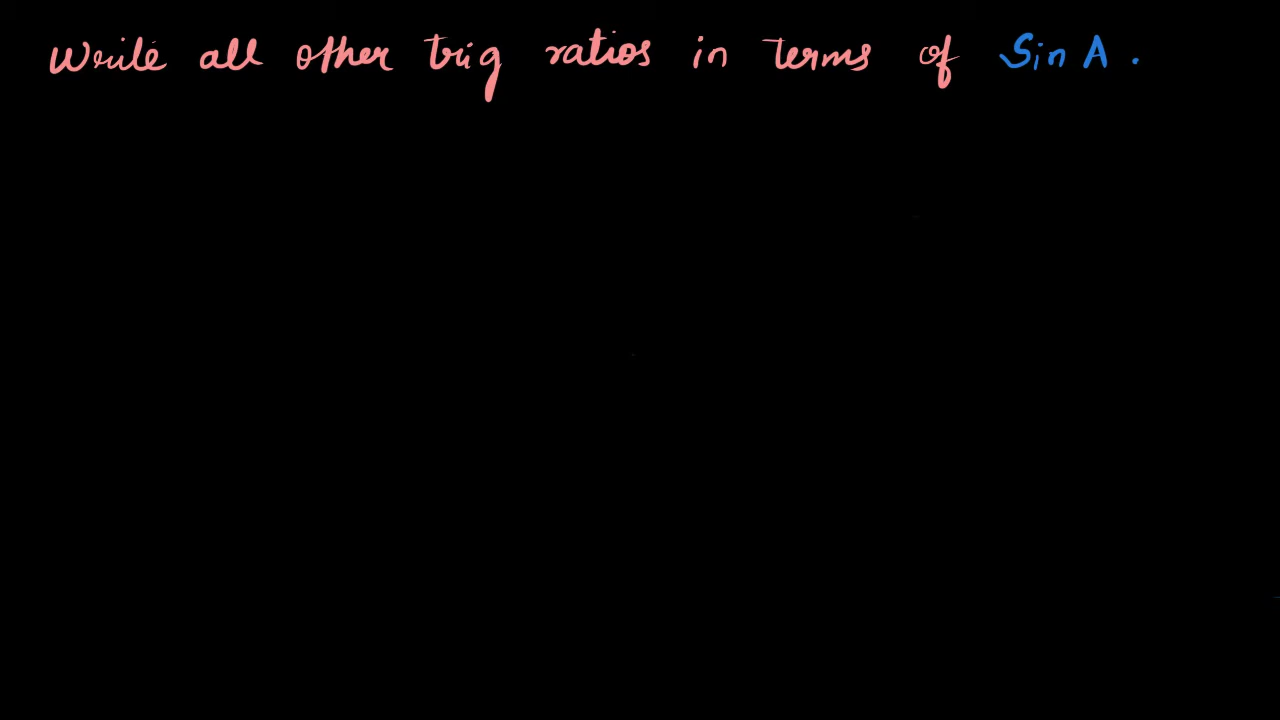 Write all other trig ratios in terms of Sin A.